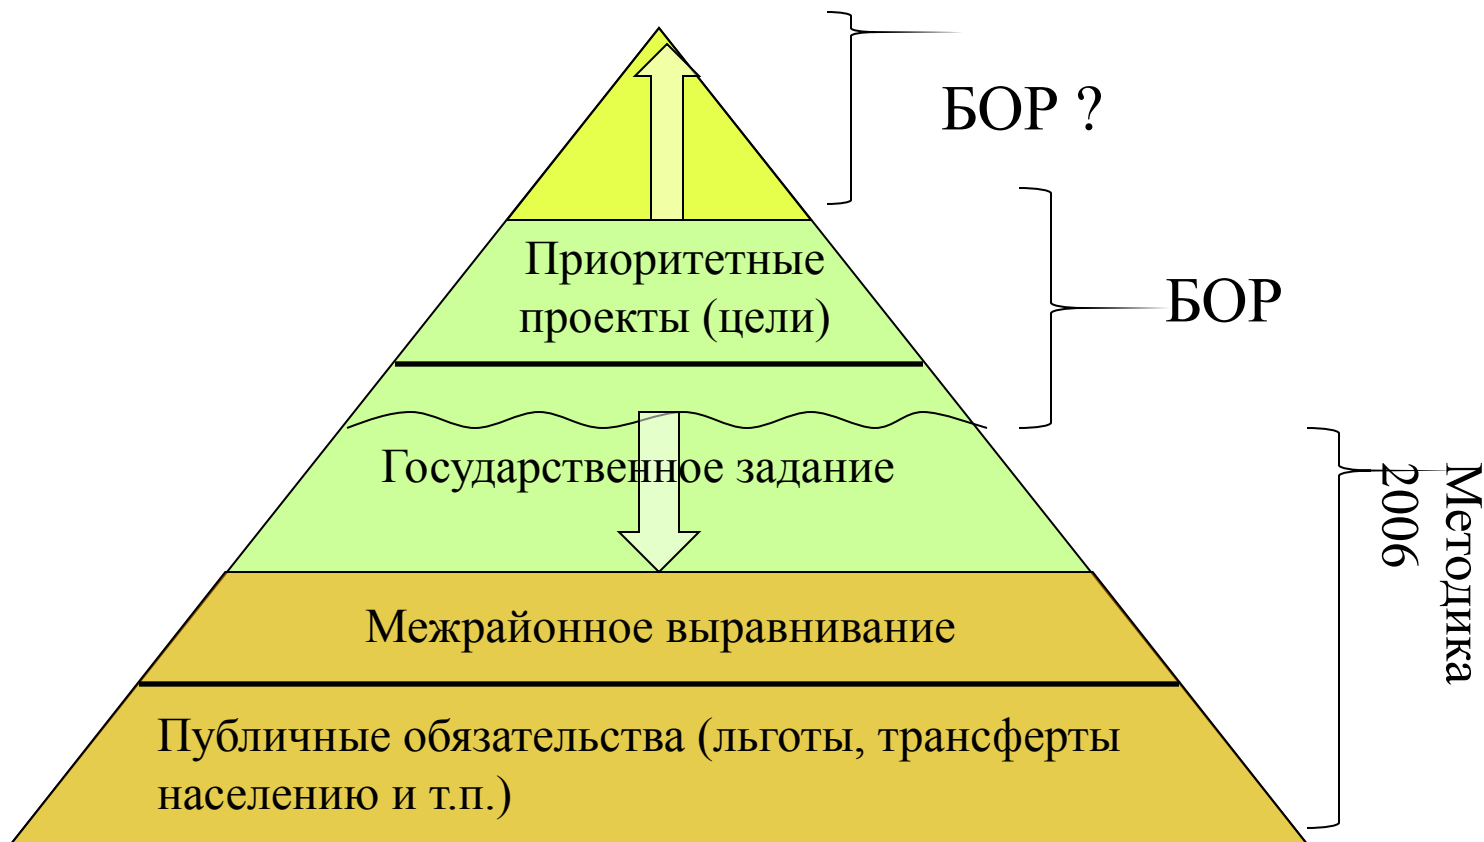 БОР ?
Приоритетные
проекты (цели)
БОР
Государственное задание
Методика
2006
Межрайонное выравнивание
Публичные обязательства (льготы, трансферты
населению и т.п.)